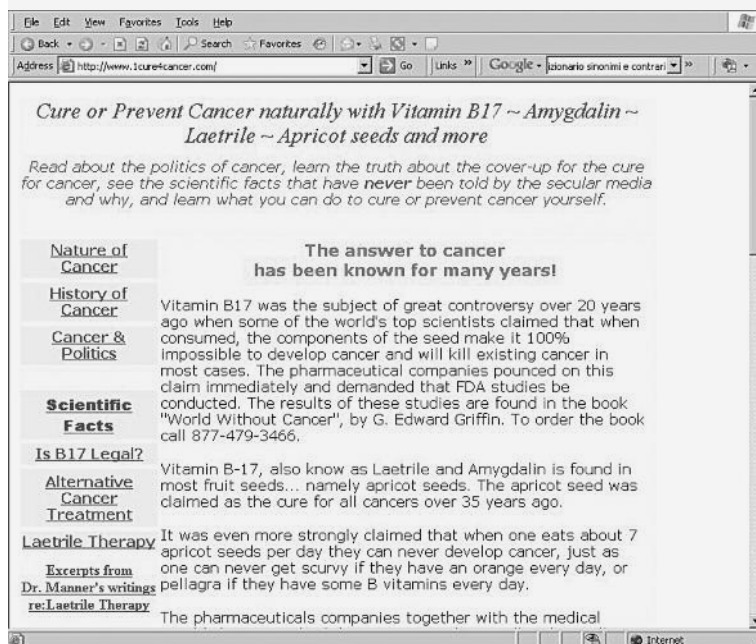 File Edit View Favorites Tools Help
Back Search Favorites
Address http://www.1cure4cancer.com/ Go Links » Google izionario sinonimi e contrari »
Cure or Prevent Cancer naturally with Vitamin B17 ~ Amygdalin ~
Laetrile ~ Apricot seeds and more
Read about the politics of cancer, learn the truth about the cover-up for the cure
for cancer, see the scientific facts that have never been told by the secular media
and why, and learn what you can do to cure or prevent cancer yourself.
Nature of
Cancer
History of
Cancer
Cancer &
Politics
Scientific
Facts
Is B17 Legal?
Alternative
Cancer
Treatment
Laetrile Therapy
Excerpts from
Dr. Manner's writings
re:Laetrile Therapy
The answer to cancer
has been known for many years!
Vitamin B17 was the subject of great controversy over 20 years
ago when some of the world's top scientists claimed that when
consumed, the components of the seed make it 100%
impossible to develop cancer and will kill existing cancer in
most cases. The pharmaceutical companies pounced on this
claim immediately and demanded that FDA studies be
conducted. The results of these studies are found in the book
"World Without Cancer", by G. Edward Griffin. To order the book
call 877-479-3466.
Vitamin B-17, also know as Laetrile and Amygdalin is found in
most fruit seeds... namely apricot seeds. The apricot seed was
claimed as the cure for all cancers over 35 years ago.
It was even more strongly claimed that when one eats about 7
apricot seeds per day they can never develop cancer, just as
one can never get scurvy if they have an orange every day, or
pellagra if they have some B vitamins every day.
The pharmaceuticals companies together with the medical
Internet